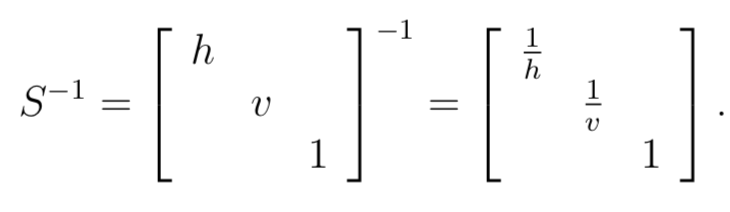 S^{-1} = \begin{bmatrix} h & & \\ & v & \\ & & 1 \end{bmatrix}^{-1} = \begin{bmatrix} \frac{1}{h} & & \\ & \frac{1}{v} & \\ & & 1 \end{bmatrix}.